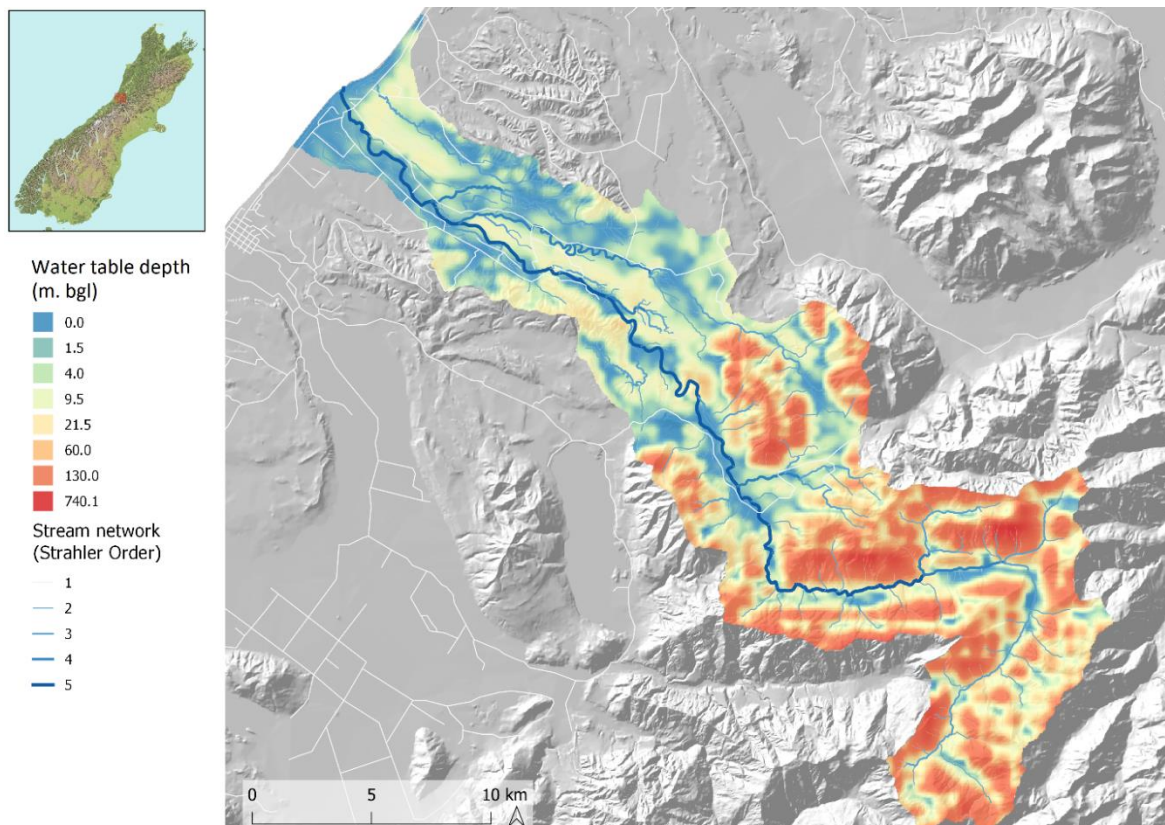 Water table depth
(m. bgl)
0.0
1.5
4.0
9.5
21.5
60.0
130.0
740.1
Stream network
(Strahler Order)
1
2
3
4
5
0 5 10 km